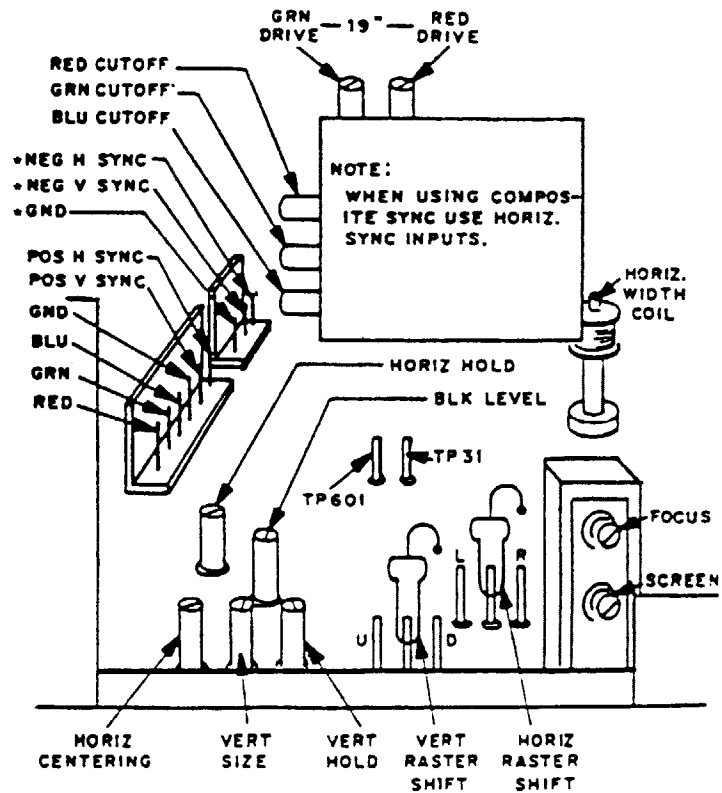 GRN DRIVE — 19" — RED DRIVE
RED CUTOFF
GRN CUTOFF
BLU CUTOFF
*NEG H SYNC
*NEG V SYNC
*GND
NOTE:
WHEN USING COMPOS-
ITE SYNC USE HORIZ.
SYNC INPUTS.
POS H SYNC
POS V SYNC
GND
BLU
GRN
RED
HORIZ.
WIDTH
COIL
HORIZ HOLD
BLK LEVEL
TP31
TP601
FOCUS
SCREEN
L
R
U
D
HORIZ
CENTERING
VERT
SIZE
VERT
HOLD
VERT
RASTER
SHIFT
HORIZ
RASTER
SHIFT